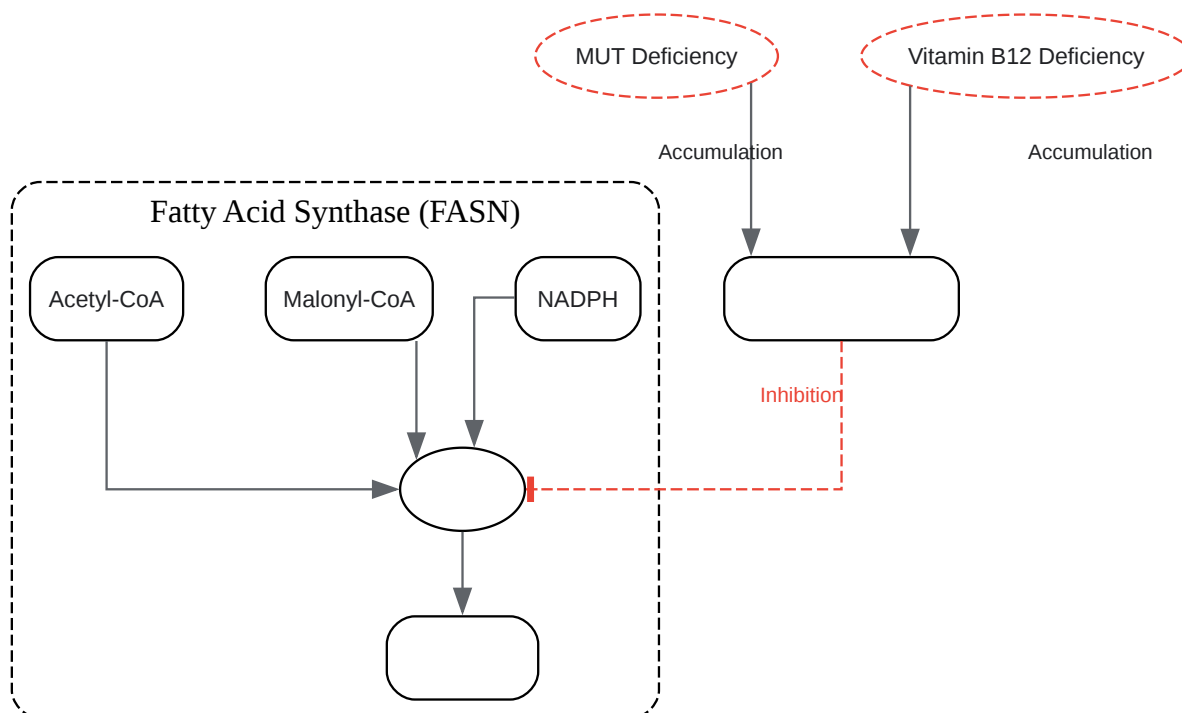 MUT Deficiency
Vitamin B12 Deficiency
Accumulation
Accumulation
Fatty Acid Synthase (FASN)
Acetyl-CoA
Malonyl-CoA
NADPH
Inhibition